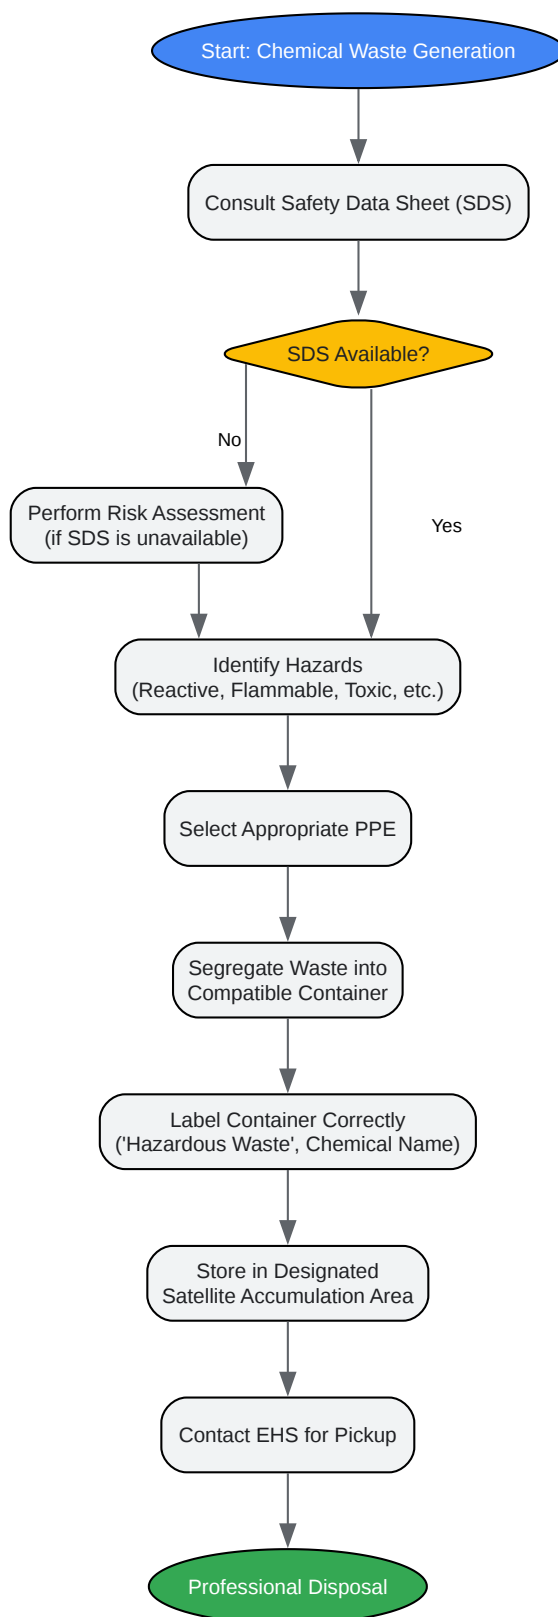 Start: Chemical Waste Generation
Consult Safety Data Sheet (SDS)
SDS Available?
No
Perform Risk Assessment
(if SDS is unavailable)
Yes
Identify Hazards
(Reactive, Flammable, Toxic, etc.)
Select Appropriate PPE
Segregate Waste into
Compatible Container
Label Container Correctly
('Hazardous Waste', Chemical Name)
Store in Designated
Satellite Accumulation Area
Contact EHS for Pickup
Professional Disposal